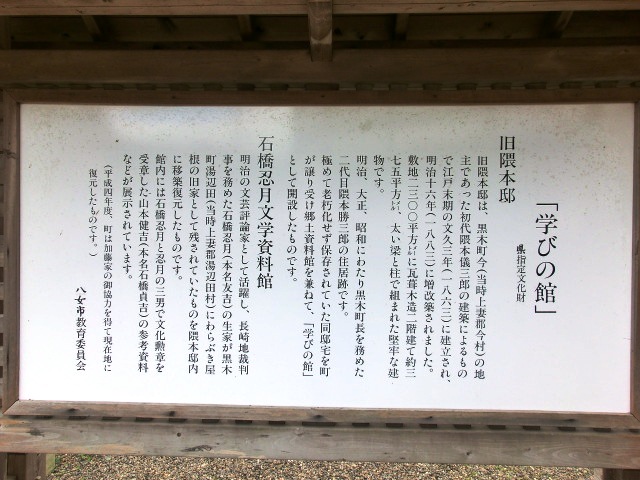 「学びの館」
県指定文化財
旧隈本邸
旧隈本邸は、黒木町今(当時上妻郡今村)の地
主であった初代隈本儀三郎の建築によるもの
で江戸末期の文久三年(一八六三)に建立され、
明治十六年(一八八三)に増改築されました。
敷地二三〇〇平方㍍に瓦葺木造二階建て約三
七五平方㍍、太い梁と柱で組まれた堅牢な建
物です。
明治、大正、昭和にわたり黒木町長を務めた
二代目隈本勝三郎の住居跡です。
極めて老朽化せず保存されていた同邸宅を町
が譲り受け郷土資料館を兼ねて、「学びの館」
として開設したものです。
石橋忍月文学資料館
明治の文芸評論家として活躍し、長崎地裁判
事を務めた石橋忍月(本名友吉)の生家が黒木
町湯辺田(当時上妻郡湯辺田村)にわらぶき屋
根の旧家として残されていたものを隈本邸内
に移築復元したものです。
館内には石橋忍月と忍月の三男で文化勲章を
受章した山本健吉(本名石橋貞吉)の参考資料
などが展示されています。
(平成四年度、町は加藤家の御協力を得て現在地に
復元したものです。)
八女市教育委員会